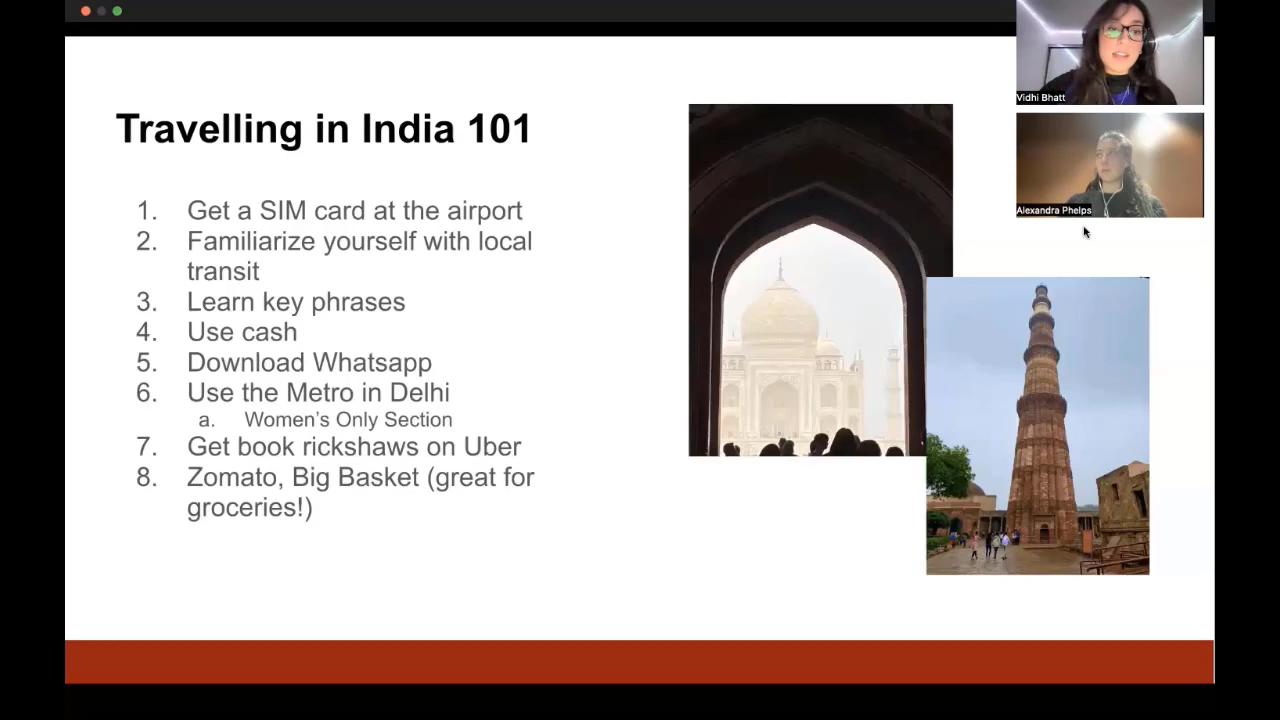 Travelling in India 101
1. Get a SIM card at the airport
2. Familiarize yourself with local
transit
3. Learn key phrases
4. Use cash
5. Download Whatsapp
6. Use the Metro in Delhi
a. Women's Only Section
7. Get book rickshaws on Uber
8. Zomato, Big Basket (great for
groceries!)
Vidhi Bhatt
Alexandra Phelps